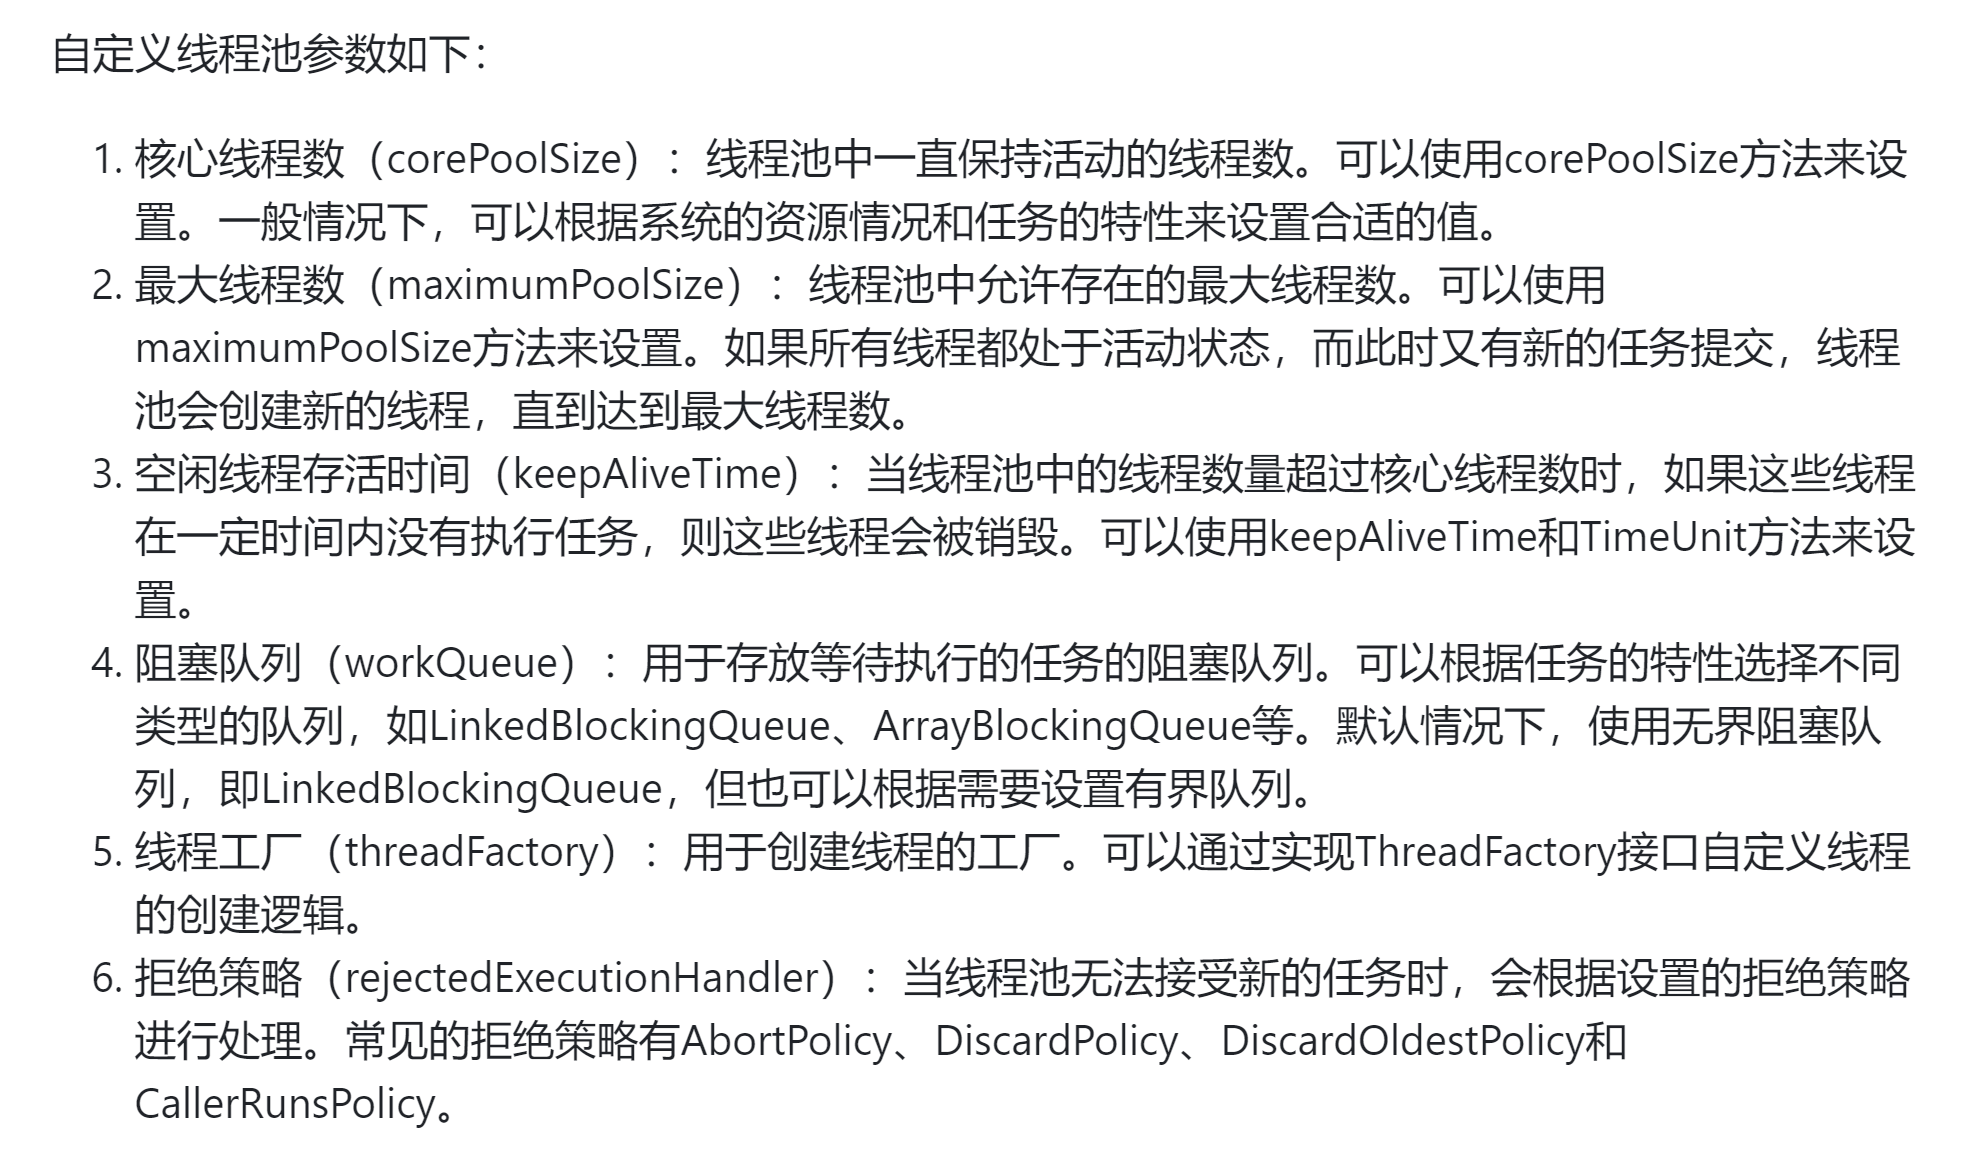 自定义线程池参数如下：
1. 核心线程数（corePoolSize）：线程池中一直保持活动的线程数。可以使用corePoolSize方法来设
置。一般情况下，可以根据系统的资源情况和任务的特性来设置合适的值。
2. 最大线程数（maximumPoolSize）：线程池中允许存在的最大线程数。可以使用
maximumPoolSize方法来设置。如果所有线程都处于活动状态，而此时又有新的任务提交，线程
池会创建新的线程，直到达到最大线程数。
3. 空闲线程存活时间（keepAliveTime）：当线程池中的线程数量超过核心线程数时，如果这些线程
在一定时间内没有执行任务，则这些线程会被销毁。可以使用keepAliveTime和TimeUnit方法来设
置。
4. 阻塞队列（workQueue）：用于存放等待执行的任务的阻塞队列。可以根据任务的特性选择不同
类型的队列，如LinkedBlockingQueue、ArrayBlockingQueue等。默认情况下，使用无界阻塞队
列，即LinkedBlockingQueue，但也可以根据需要设置有界队列。
5. 线程工厂（threadFactory）：用于创建线程的工厂。可以通过实现ThreadFactory接口自定义线程
的创建逻辑。
6. 拒绝策略（rejectedExecutionHandler）：当线程池无法接受新的任务时，会根据设置的拒绝策略
进行处理。常见的拒绝策略有AbortPolicy、DiscardPolicy、DiscardOldestPolicy和
CallerRunsPolicy。